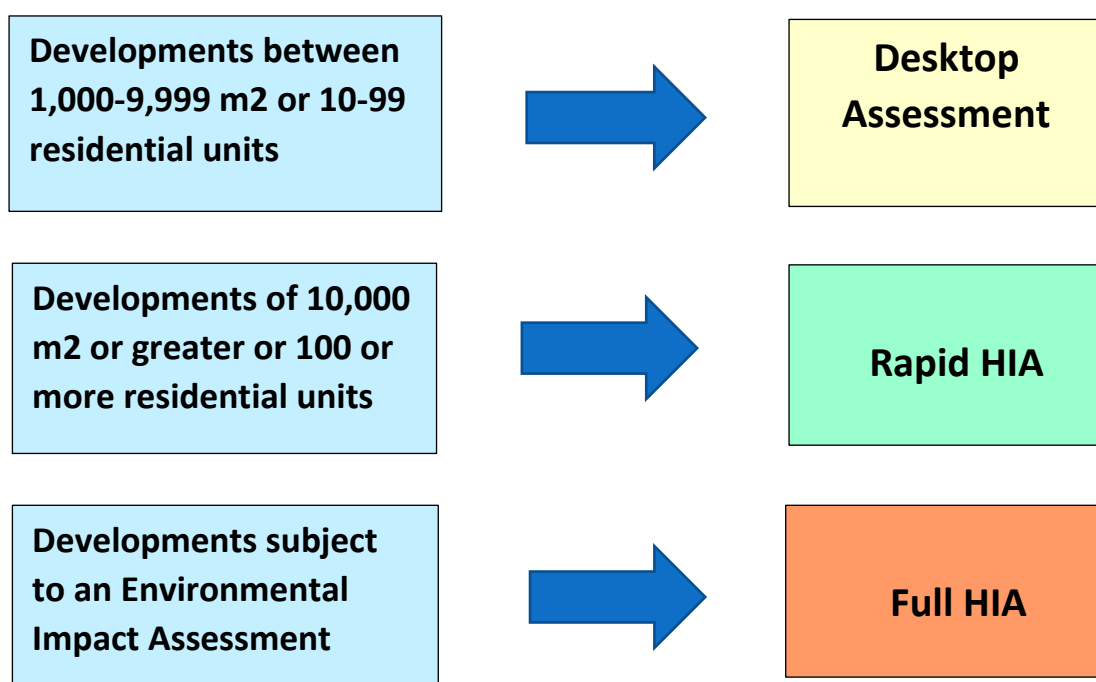 Developments between
1,000-9,999 m2 or 10-99
residential units
Desktop
Assessment
Developments of 10,000
m2 or greater or 100 or
more residential units
Rapid HIA
Developments subject
to an Environmental
Impact Assessment
Full HIA